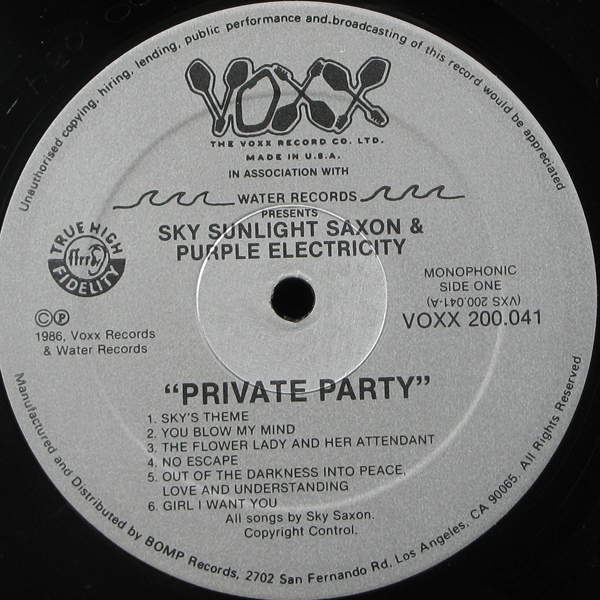 Unauthorised copying, hiring, lending, public performance and.broadcasting of this record would be appreciated
VOXX
THE VOXX RECORD CO. LTD.
MADE IN U.S.A.
IN ASSOCIATION WITH
WATER RECORDS
PRESENTS
SKY SUNLIGHT SAXON &
PURPLE ELECTRICITY
TRUE HIGH
ffrrs
FIDELITY
MONOPHONIC
SIDE ONE
(VXS 200.041-A)
VOXX 200.041
©℗
1986, Voxx Records
& Water Records
“PRIVATE PARTY”
1. SKY'S THEME
2. YOU BLOW MY MIND
3. THE FLOWER LADY AND HER ATTENDANT
4. NO ESCAPE
5. OUT OF THE DARKNESS INTO PEACE,
LOVE AND UNDERSTANDING
6. GIRL I WANT YOU
All songs by Sky Saxon.
Copyright Control.
Manufactured and Distributed by BOMP Records, 2702 San Fernando Rd, Los Angeles, CA 90065. All Rights Reserved.